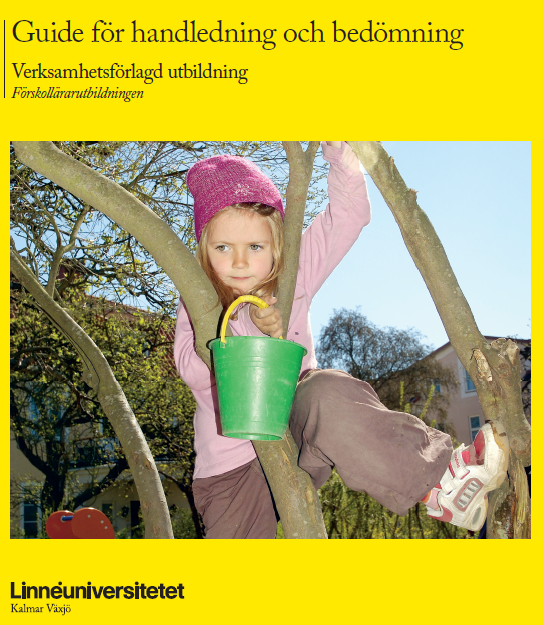 Guide för handledning och bedömning
Verksamhetsförlagd utbildning
Förskollärarutbildningen
Linnéuniversitetet
Kalmar Växjö